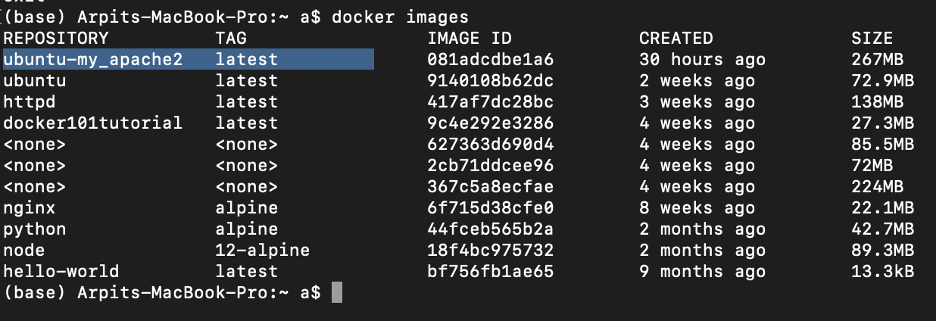 (base) Arpits-MacBook-Pro:~ a$ docker images
REPOSITORY TAG IMAGE ID CREATED SIZE
ubuntu-my_apache2 latest 081adcdbe1a6 30 hours ago 267MB
ubuntu latest 9140108b62dc 2 weeks ago 72.9MB
httpd latest 417af7dc28bc 3 weeks ago 138MB
docker101tutorial latest 9c4e292e3286 4 weeks ago 27.3MB
<none> <none> 627363d690d4 4 weeks ago 85.5MB
<none> <none> 2cb71ddcee96 4 weeks ago 72MB
<none> <none> 367c5a8ecfae 4 weeks ago 224MB
nginx alpine 6f715d38cfe0 8 weeks ago 22.1MB
python alpine 44fceb565b2a 2 months ago 42.7MB
node 12-alpine 18f4bc975732 2 months ago 89.3MB
hello-world latest bf756fb1ae65 9 months ago 13.3kB
(base) Arpits-MacBook-Pro:~ a$